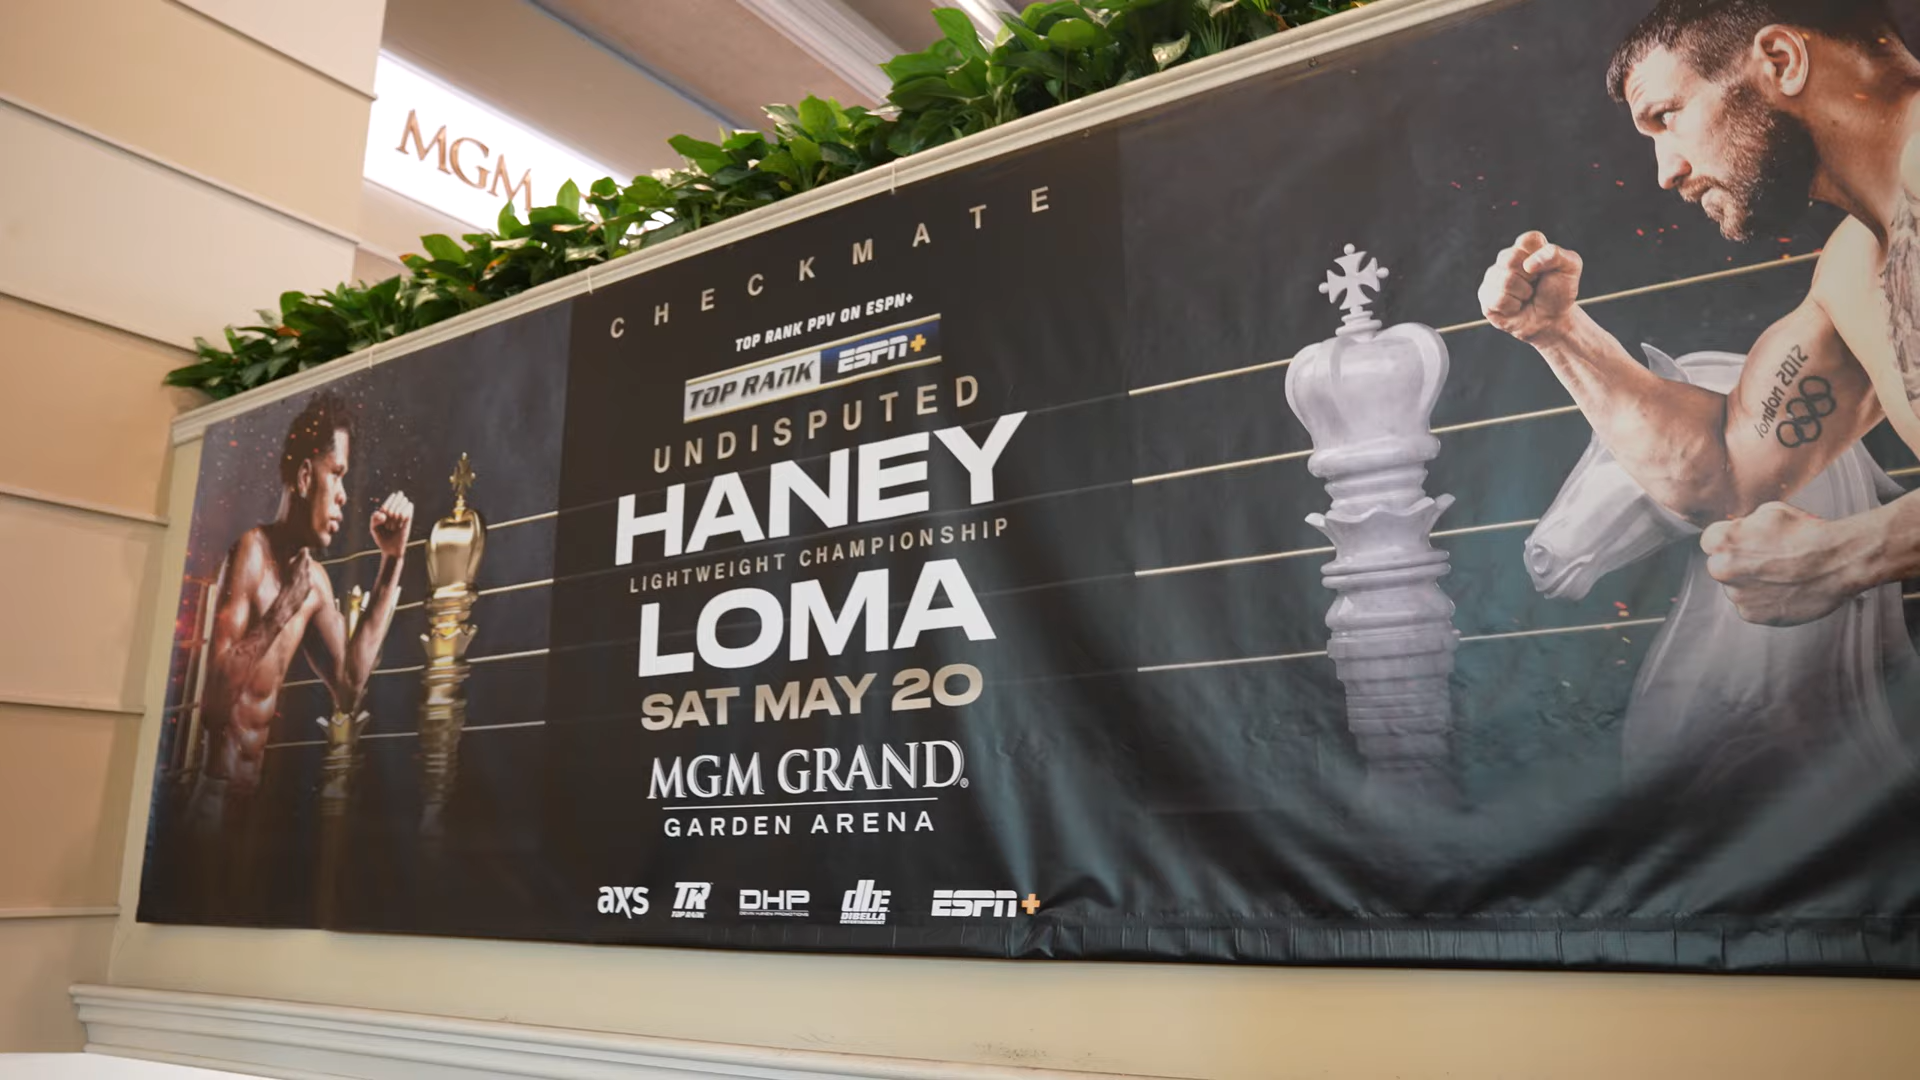 MGM
CHECKMATE
TOP RANK PPV ON ESPN+
TOP RANK ESPN+
UNDISPUTED
HANEY
LIGHTWEIGHT CHAMPIONSHIP
LOMA
SAT MAY 20
MGM GRAND®
GARDEN ARENA
axs TR TOP RANK DHP DEVIN HANEY PROMOTIONS dbe DIBELLA ENTERTAINMENT ESPN+
london 2012